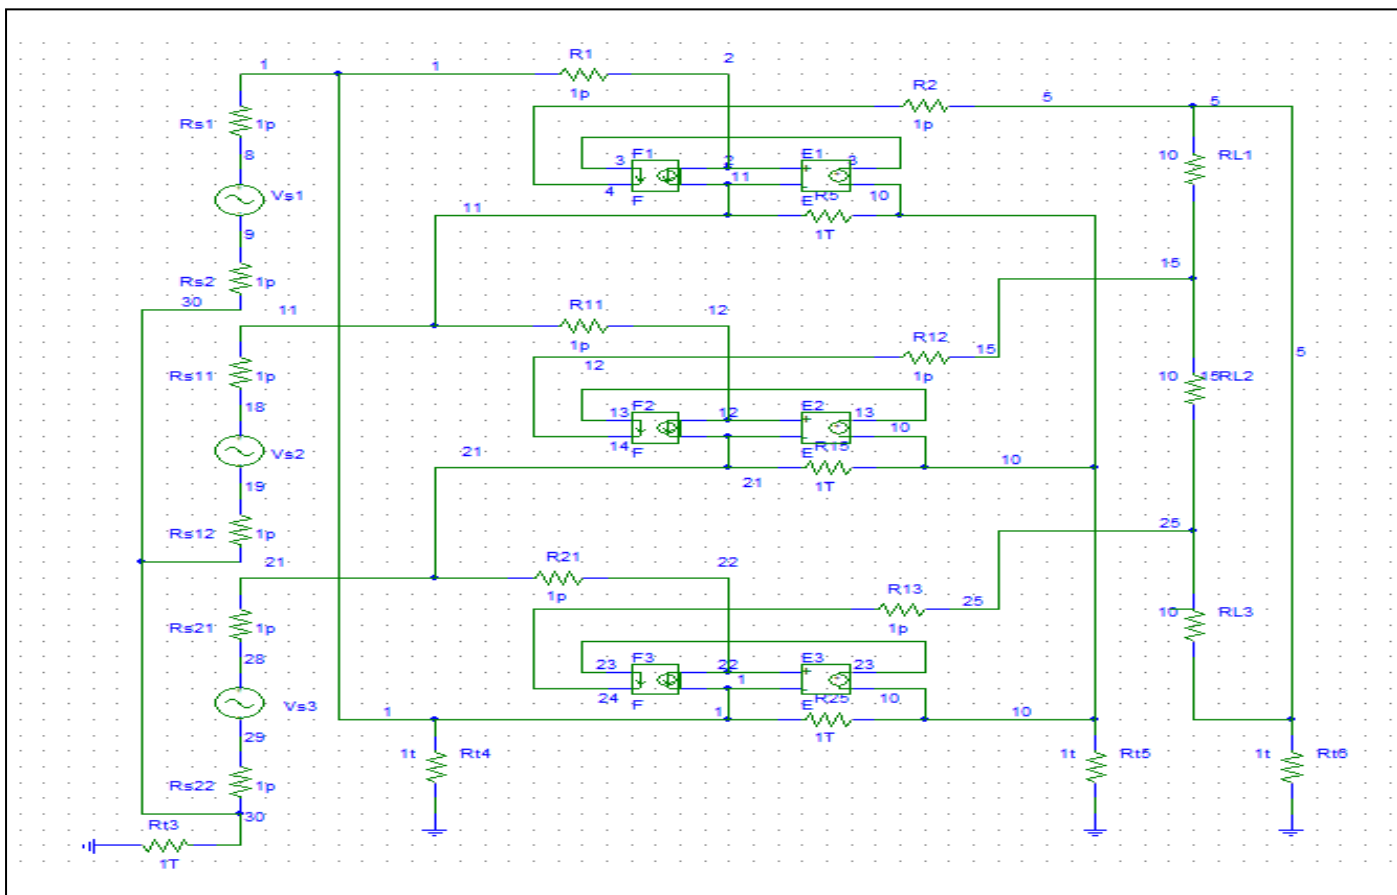 R1
1 1 2
1p
R2
5 5
1p
Rs1 1p
8
F1 E1
3 2 3
4 11 10
F E R5
1T
10 RL1
Vs1
9
11
Rs2 1p
30 11
15
R11
12
1p
R12
15
12 1p
5
Rs11 1p
10 15RL2
18
F2 E2
13 12 13
14 10
F E R15
1T
Vs2
21
10
19
21
Rs12 1p
21
25
R21
22
1p
R13
25
1p
10 RL3
Rs21 1p
28
F3 E3
23 22 23
24 1 10
F E R25
1T
Vs3
1 1 10
29
1t Rt4
1t Rt5
1t Rt6
Rs22 1p
30
Rt3
1T